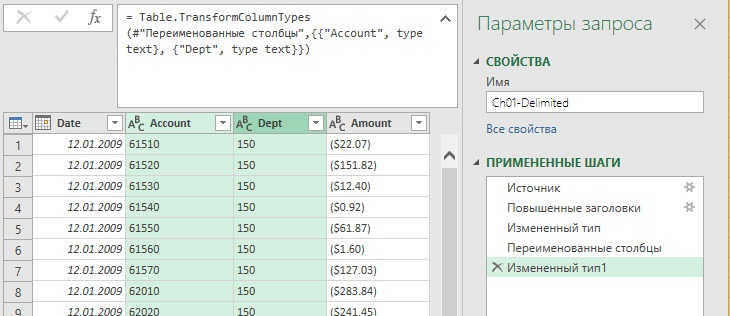 fx
= Table.TransformColumnTypes
(#"Переименованные столбцы",{{"Account", type
text}, {"Dept", type text}})
Date ABC Account ABC Dept ABC Amount
1 12.01.2009 61510 150 ($22.07)
2 12.01.2009 61520 150 ($151.82)
3 12.01.2009 61530 150 ($12.40)
4 12.01.2009 61540 150 ($0.92)
5 12.01.2009 61550 150 ($61.87)
6 12.01.2009 61560 150 ($1.60)
7 12.01.2009 61570 150 ($127.03)
8 12.01.2009 62010 150 ($283.84)
9 12.01.2009 62020 150 ($241.45)
Параметры запроса
СВОЙСТВА
Имя
Ch01-Delimited
Все свойства
ПРИМЕНЕННЫЕ ШАГИ
Источник
Повышенные заголовки
Измененный тип
Переименованные столбцы
Измененный тип1